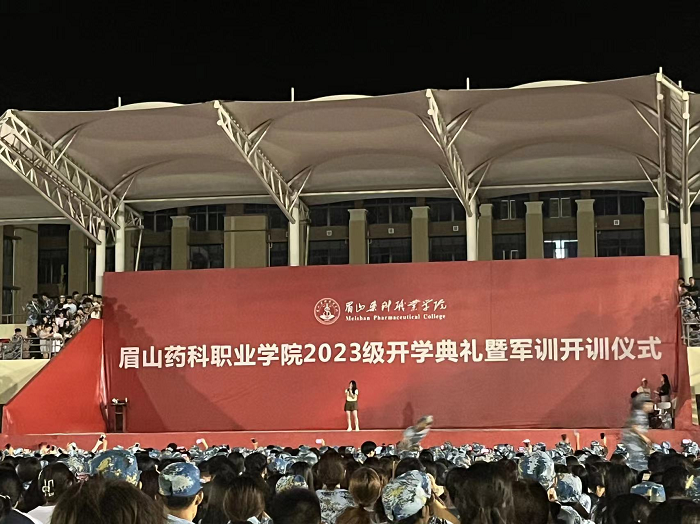 眉山药科职业学院
Meishan Pharmaceutical College
眉山药科职业学院2023级开学典礼暨军训开训仪式